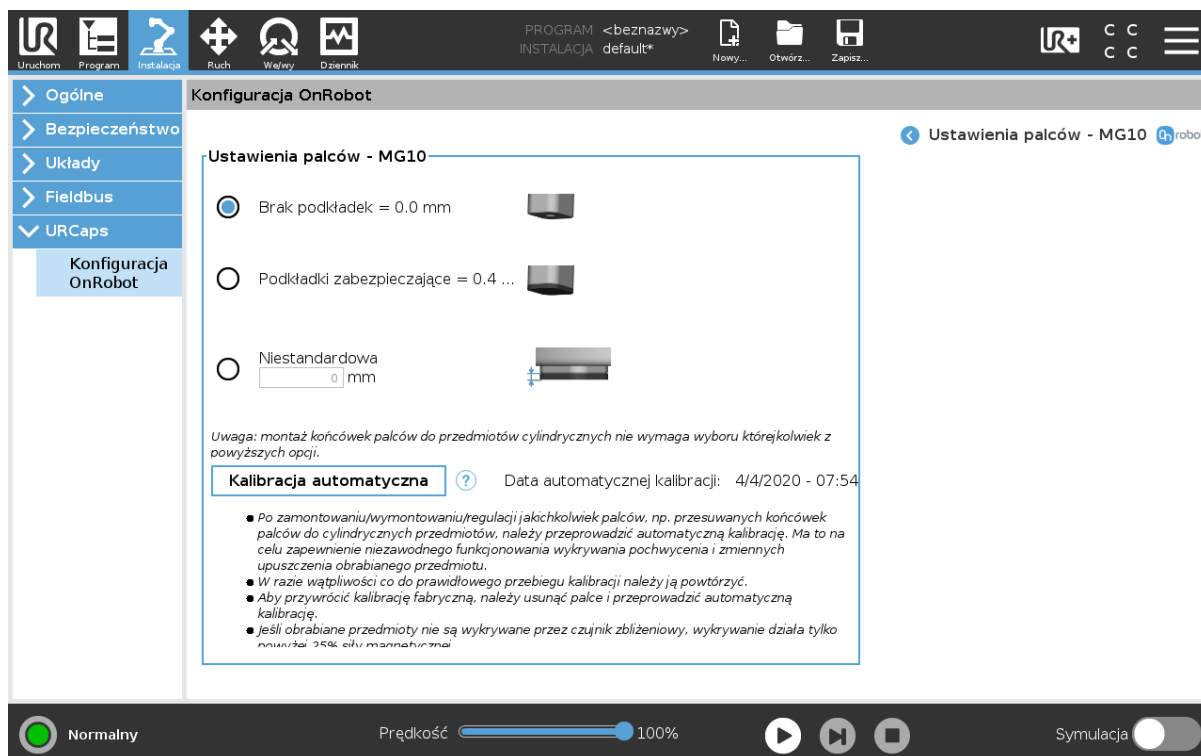 PROGRAM <beznazwy>
INSTALACJA default*
Uruchom Program Instalacja Ruch We/wy Dziennik Nowy... Otwórz... Zapisz...
UR+
C C
C C
Ogólne
Bezpieczeństwo
Układy
Fieldbus
URCaps
Konfiguracja
OnRobot
Konfiguracja OnRobot
Ustawienia palców - MG10
Ustawienia palców - MG10
Brak podkładek = 0.0 mm
Podkładki zabezpieczające = 0.4 ...
Niestandardowa
0 mm
Uwaga: montaż końcówek palców do przedmiotów cylindrycznych nie wymaga wyboru którejkolwiek z
powyższych opcji.
Kalibracja automatyczna ? Data automatycznej kalibracji: 4/4/2020 - 07:54
Po zamontowaniu/wymontowaniu/regulacji jakichkolwiek palców, np. przesuwanych końcówek
palców do cylindrycznych przedmiotów, należy przeprowadzić automatyczną kalibrację. Ma to na
celu zapewnienie niezawodnego funkcjonowania wykrywania pochwycenia i zmiennych
upuszczenia obrabianego przedmiotu.
W razie wątpliwości co do prawidłowego przebiegu kalibracji należy ją powtórzyć.
Aby przywrócić kalibrację fabryczną, należy usunąć palce i przeprowadzić automatyczną
kalibrację.
Jeśli obrabiane przedmioty nie są wykrywane przez czujnik zbliżeniowy, wykrywanie działa tylko
powyżej 25% siły magnetycznej
Normalny
Prędkość 100%
Symulacja